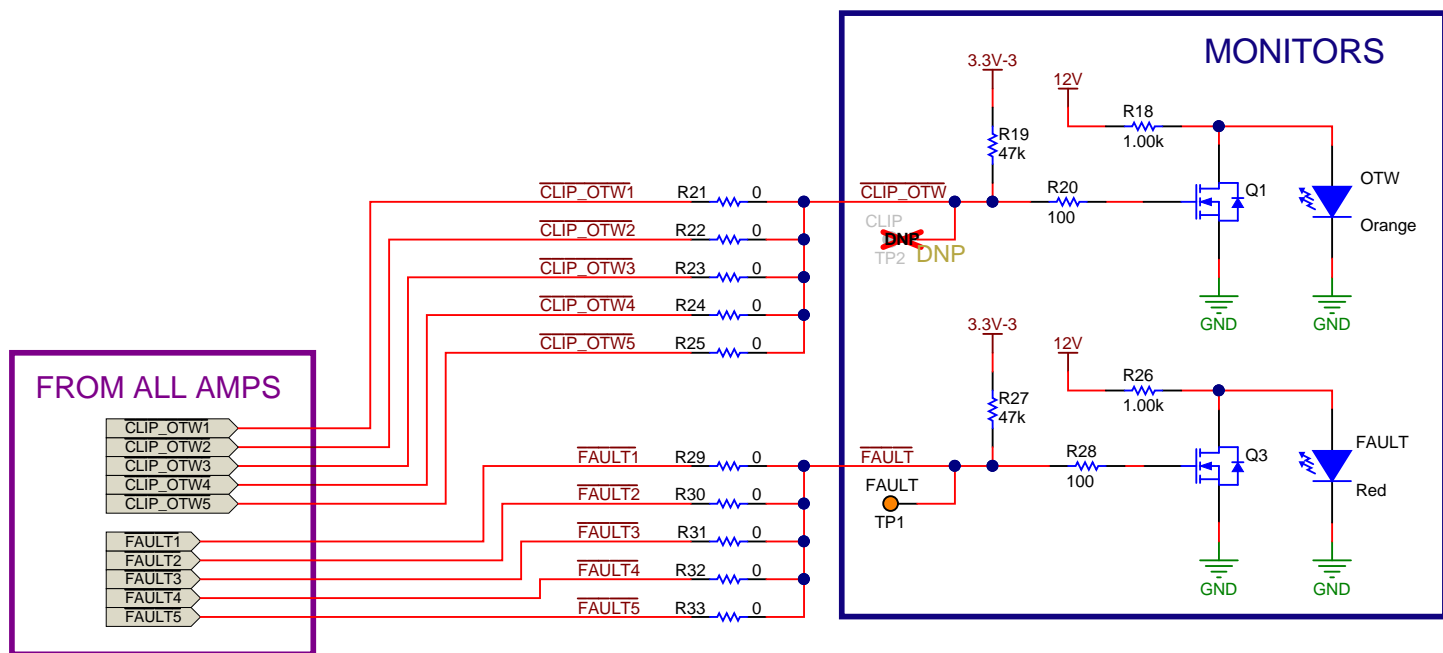 MONITORS
3.3V-3
12V
R18
1.00k
R19
47k
OTW
CLIP_OTW1
R21
0
CLIP_OTW
R20
100
Q1
CLIP
DNP
TP2
DNP
Orange
CLIP_OTW2
R22
0
CLIP_OTW3
R23
0
CLIP_OTW4
R24
0
GND
GND
CLIP_OTW5
R25
0
3.3V-3
12V
R26
1.00k
R27
47k
FROM ALL AMPS
CLIP_OTW1
CLIP_OTW2
CLIP_OTW3
CLIP_OTW4
CLIP_OTW5
FAULT1
FAULT2
FAULT3
FAULT4
FAULT5
FAULT1
R29
0
FAULT
R28
100
Q3
FAULT
Red
FAULT
TP1
FAULT2
R30
0
FAULT3
R31
0
FAULT4
R32
0
FAULT5
R33
0
GND
GND